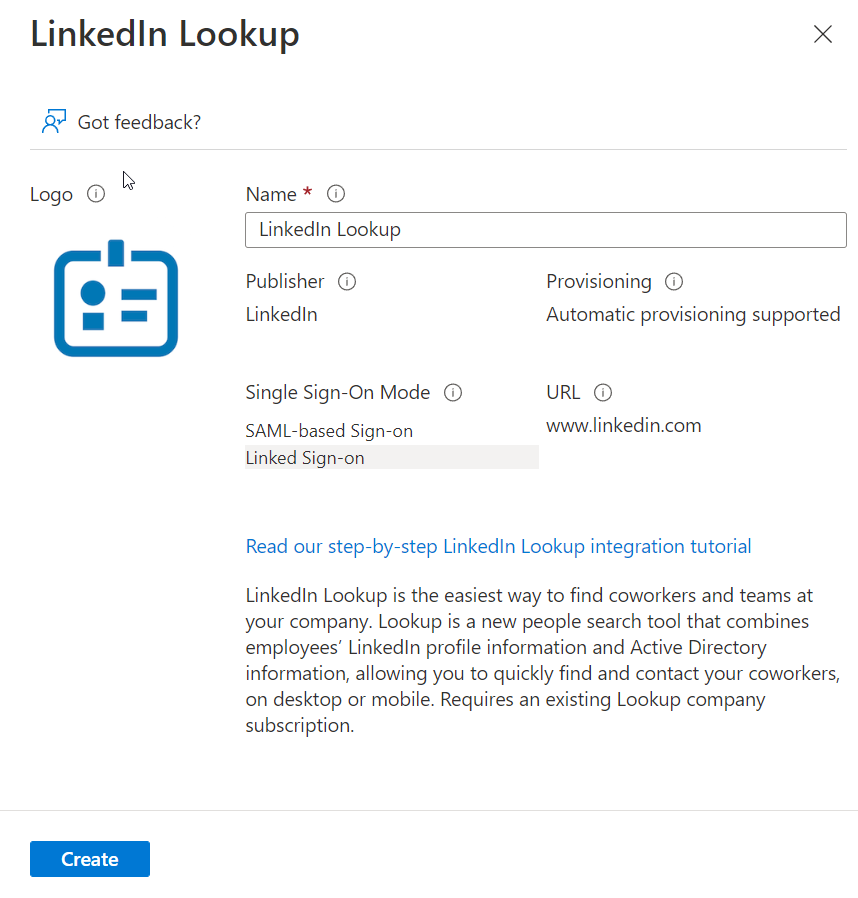 LinkedIn Lookup
Got feedback?
Logo
Name *
LinkedIn Lookup
Publisher
Provisioning
LinkedIn
Automatic provisioning supported
Single Sign-On Mode
URL
SAML-based Sign-on
www.linkedin.com
Linked Sign-on
Read our step-by-step LinkedIn Lookup integration tutorial
LinkedIn Lookup is the easiest way to find coworkers and teams at
your company. Lookup is a new people search tool that combines
employees’ LinkedIn profile information and Active Directory
information, allowing you to quickly find and contact your coworkers,
on desktop or mobile. Requires an existing Lookup company
subscription.
Create